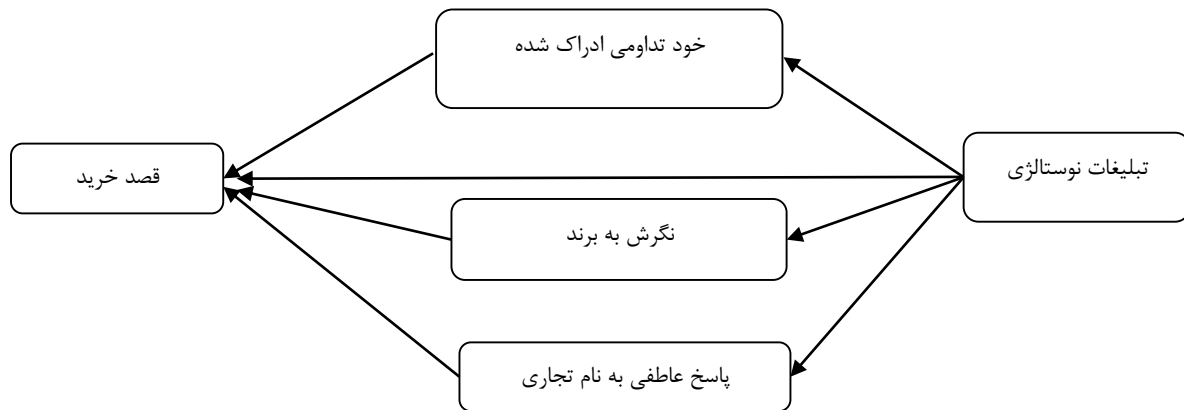 خود تداومی ادراک شده
تبلیغات نوستالژی
قصد خرید
نگرش به برند
پاسخ عاطفی به نام تجاری